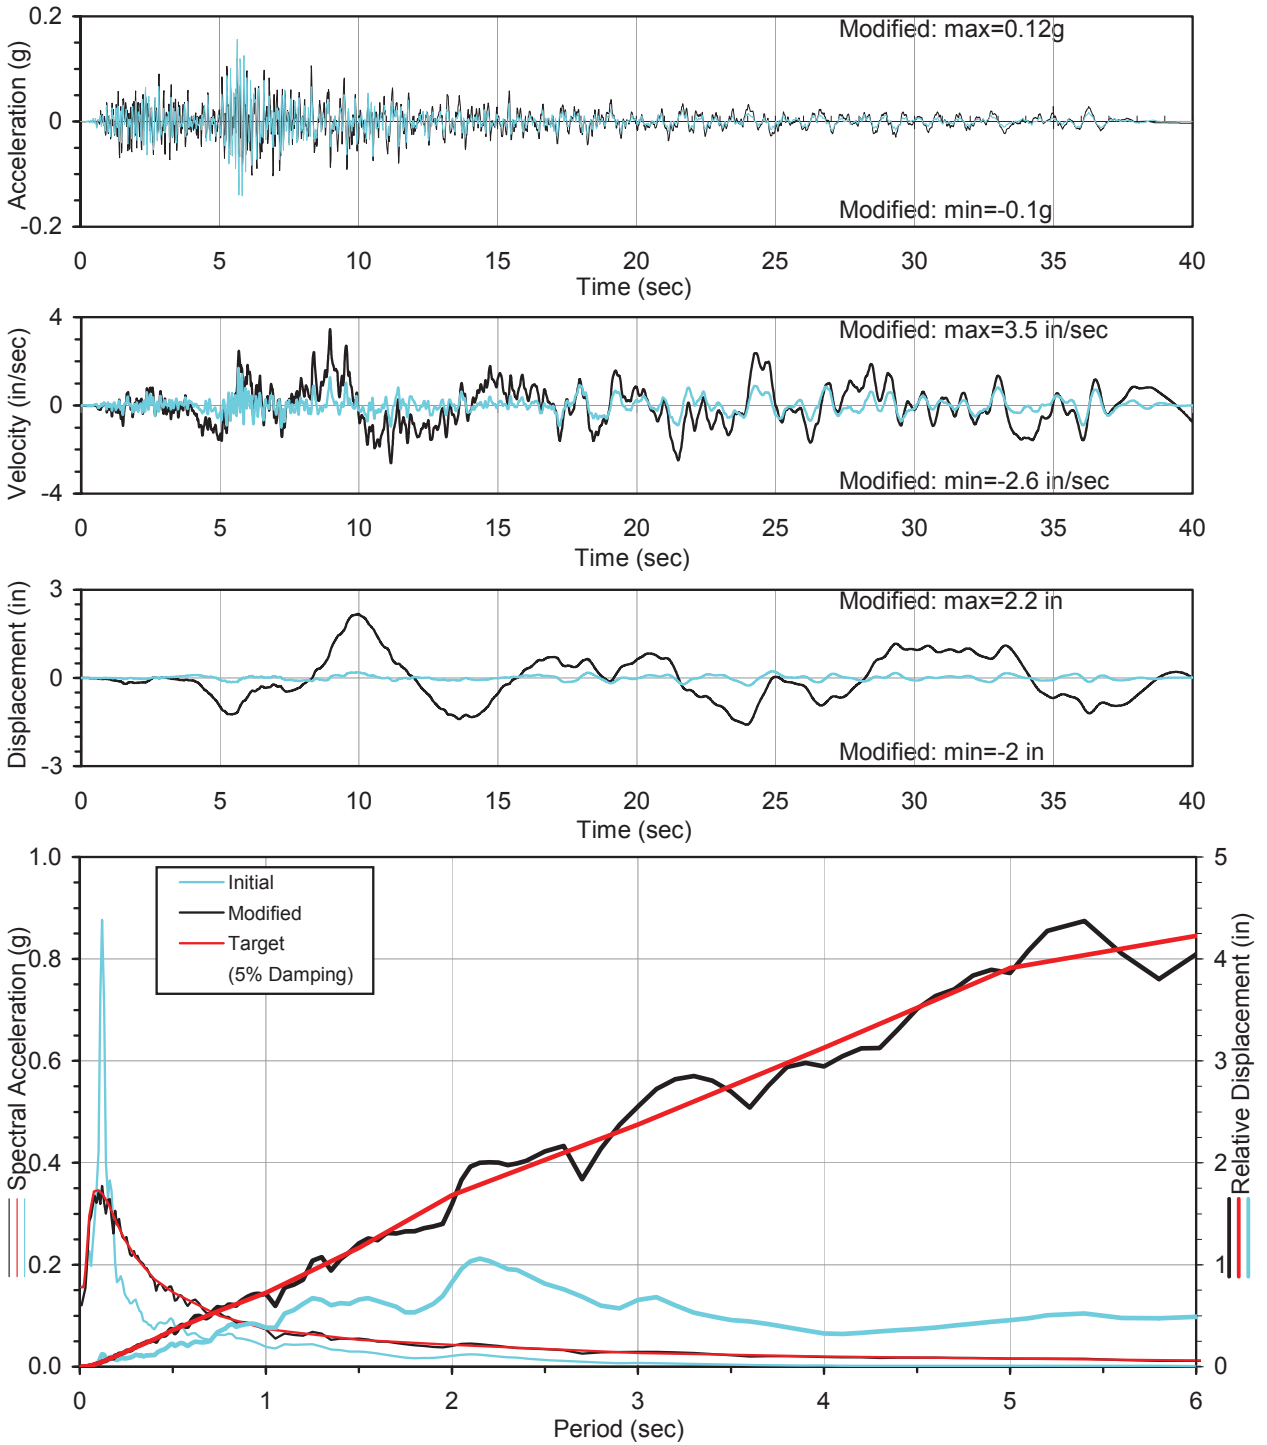 0.2
Modified: max=0.12g
0
Acceleration (g)
Modified: min=-0.1g
-0.2
0 5 10 15 20 25 30 35 40
Time (sec)
4
Modified: max=3.5 in/sec
0
Velocity (in/sec)
Modified: min=-2.6 in/sec
-4
0 5 10 15 20 25 30 35 40
Time (sec)
3
Modified: max=2.2 in
0
Displacement (in)
Modified: min=-2 in
-3
0 5 10 15 20 25 30 35 40
Time (sec)
1.0 5
Initial
Modified
Target
(5% Damping)
0.8 4
0.6 3
Spectral Acceleration (g)
Relative Displacement (in)
0.4 2
0.2 1
0.0 0
0 1 2 3 4 5 6
Period (sec)